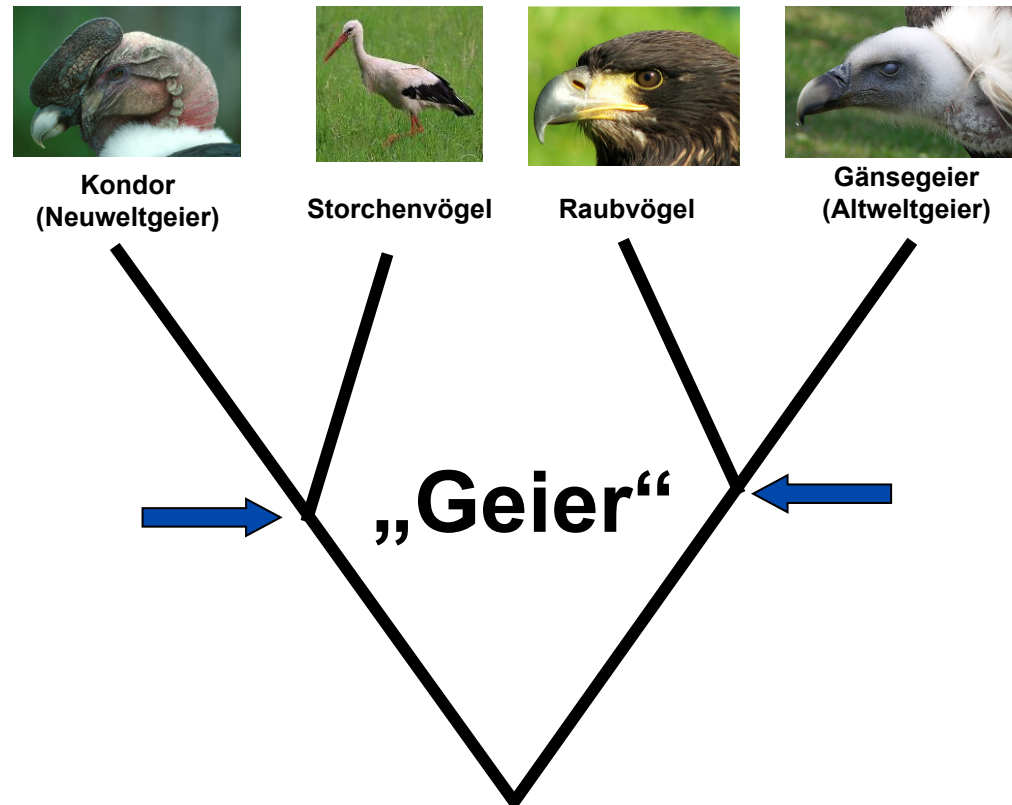 Kondor
(Neuweltgeier)
Storchenvögel
Raubvögel
Gänsegeier
(Altweltgeier)
„Geier“